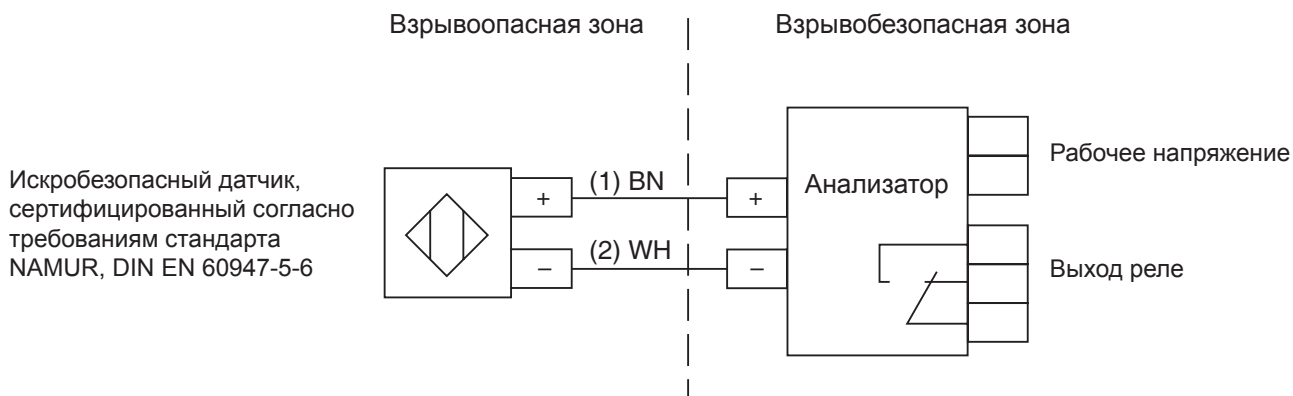 Взрывоопасная зона
Взрывобезопасная зона
Искробезопасный датчик,
сертифицированный согласно
требованиям стандарта
NAMUR, DIN EN 60947-5-6
+
–
(1) BN
(2) WH
+
–
Анализатор
Рабочее напряжение
Выход реле